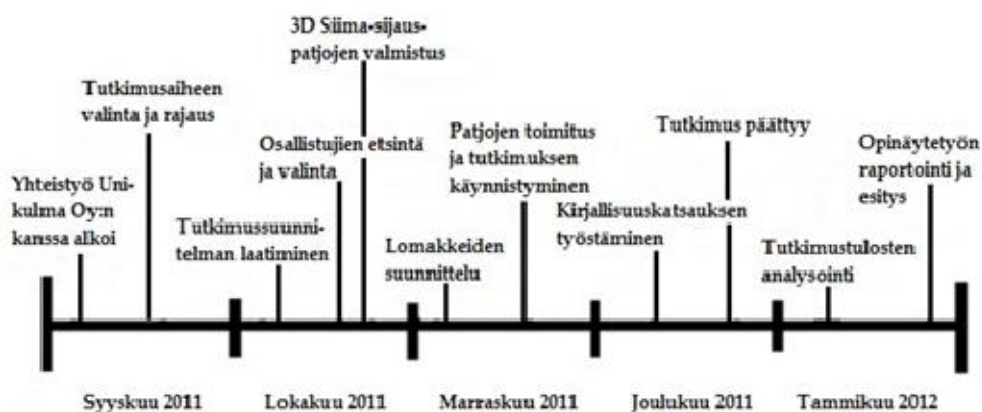 3D Siima-sijaus-
patjojen valmistus
Tutkimusaiheen
valinta ja rajaus
Osallistujien etsintä
ja valinta
Patjojen toimitus
ja tutkimuksen
käynnistyminen
Tutkimus päättyy
Opinäytetyön
raportointi ja
esitys
Yhteistyö Uni-
kulma Oy:n
kanssa alkoi
Tutkimussuunni-
telman laatiminen
Lomakkeiden
suunnittelu
Kirjallisuuskatsauksen
työstäminen
Tutkimustulosten
analysointi
Syyskuu 2011
Lokakuu 2011
Marraskuu 2011
Joulukuu 2011
Tammikuu 2012